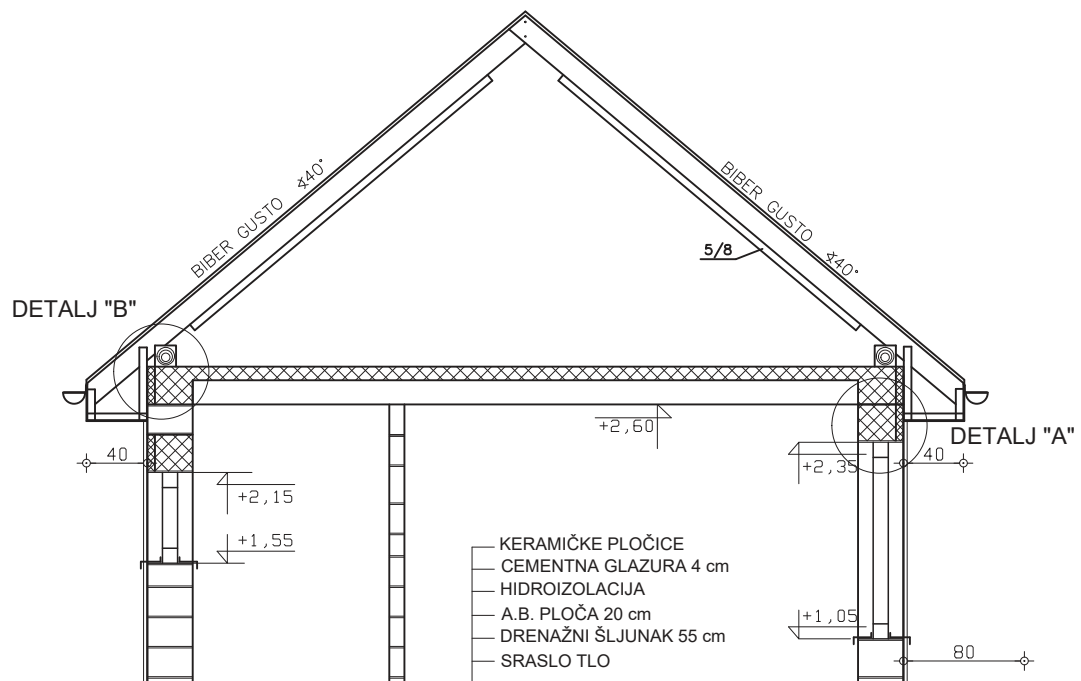 BIBER GUSTO ∢40°
BIBER GUSTO ∢40°
5/8
DETALJ "B"
+2,60
DETALJ "A"
40
+2,15
+2,35
40
+1,55
KERAMIČKE PLOČICE
CEMENTNA GLAZURA 4 cm
HIDROIZOLACIJA
A.B. PLOČA 20 cm
+1,05
DRENAŽNI ŠLJUNAK 55 cm
80
SRASLO TLO